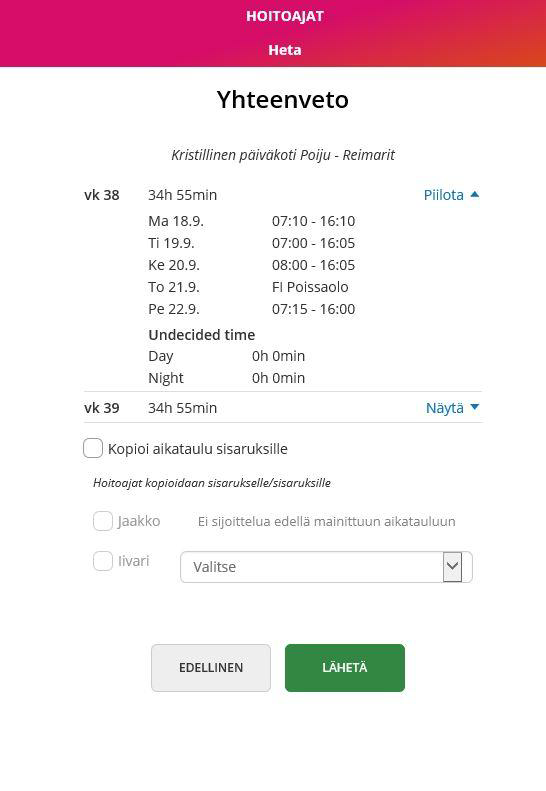 HOITOAJAT
Heta
Yhteenveto
Kristillinen päiväkoti Poiju - Reimarit
vk 38 34h 55min Piilota
Ma 18.9. 07:10 - 16:10
Ti 19.9. 07:00 - 16:05
Ke 20.9. 08:00 - 16:05
To 21.9. FI Poissaolo
Pe 22.9. 07:15 - 16:00
Undecided time
Day 0h 0min
Night 0h 0min
vk 39 34h 55min Näytä
Kopioi aikataulu sisaruksille
Hoitoajat kopioidaan sisarukselle/sisaruksille
Jaakko Ei sijoittelua edellä mainittuun aikatauluun
Iivari Valitse
EDELLINEN LÄHETÄ